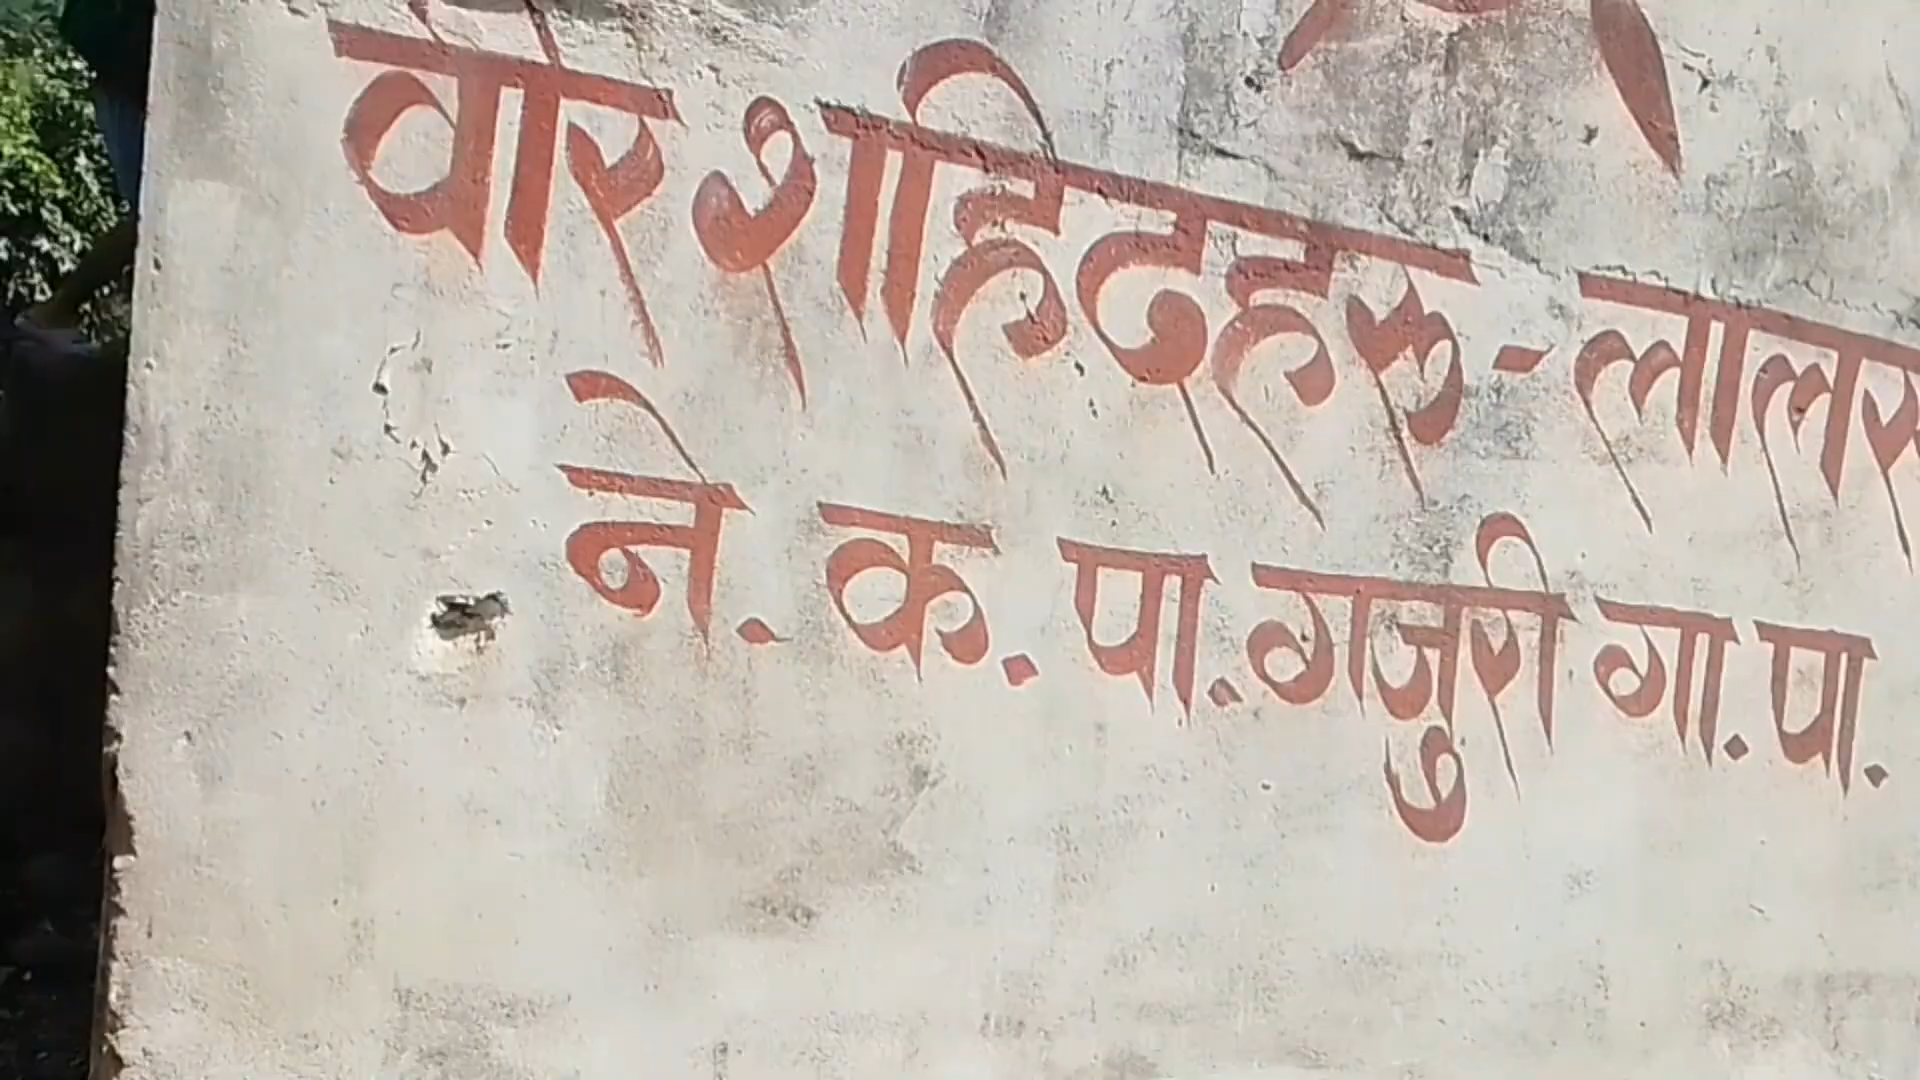 वीर शहिदहरू - लाल
ने. क. पा. गजुरी गा. पा.